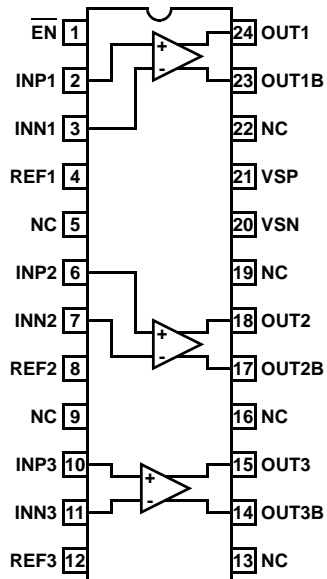 EN 1 + 24 OUT1
INP1 2 - 23 OUT1B
INN1 3 22 NC
REF1 4 21 VSP
NC 5 20 VSN
INP2 6 19 NC
INN2 7 + 18 OUT2
REF2 8 - 17 OUT2B
NC 9 16 NC
INP3 10 + 15 OUT3
INN3 11 - 14 OUT3B
REF3 12 13 NC